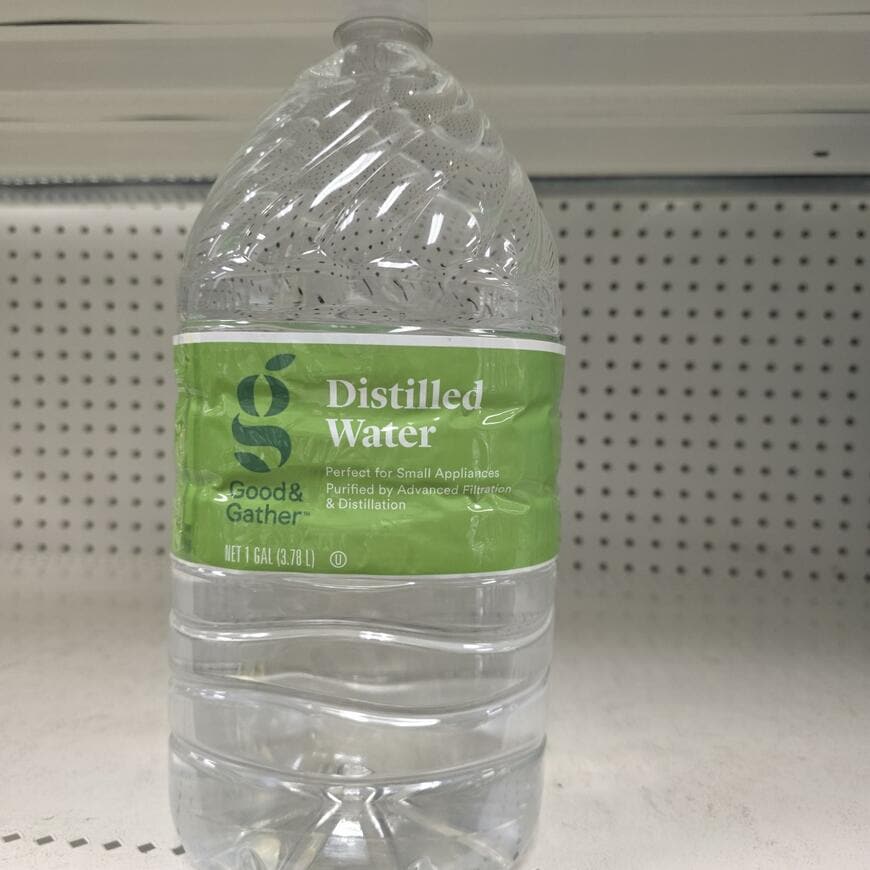 g
Good&
Gather™
Distilled
Water
Perfect for Small Appliances
Purified by Advanced Filtration
& Distillation
NET 1 GAL (3.78 L) Ⓤ